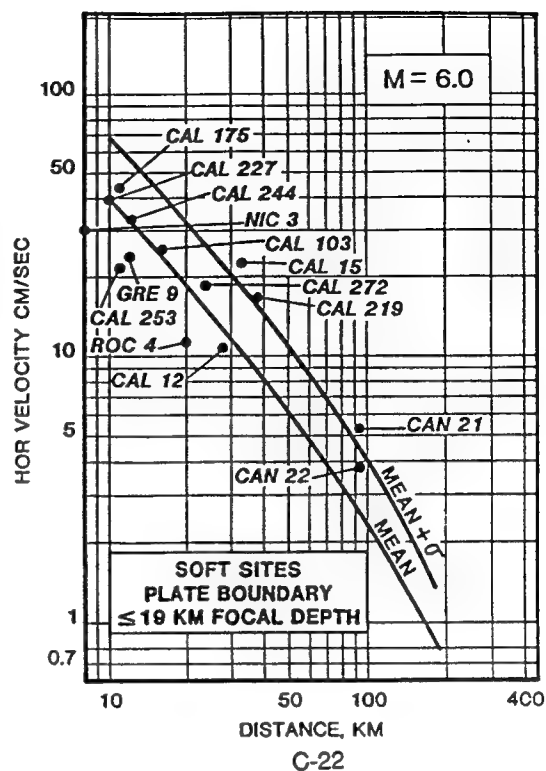 M = 6.0
100
50
10
5
1
0.7
HOR VELOCITY CM/SEC
CAL 175
CAL 227
CAL 244
NIC 3
CAL 103
CAL 15
GRE 9
CAL 272
CAL 253
CAL 219
ROC 4
CAL 12
CAN 21
CAN 22
MEAN + σ
MEAN
SOFT SITES
PLATE BOUNDARY
≤ 19 KM FOCAL DEPTH
10
50
100
400
DISTANCE, KM
C-22